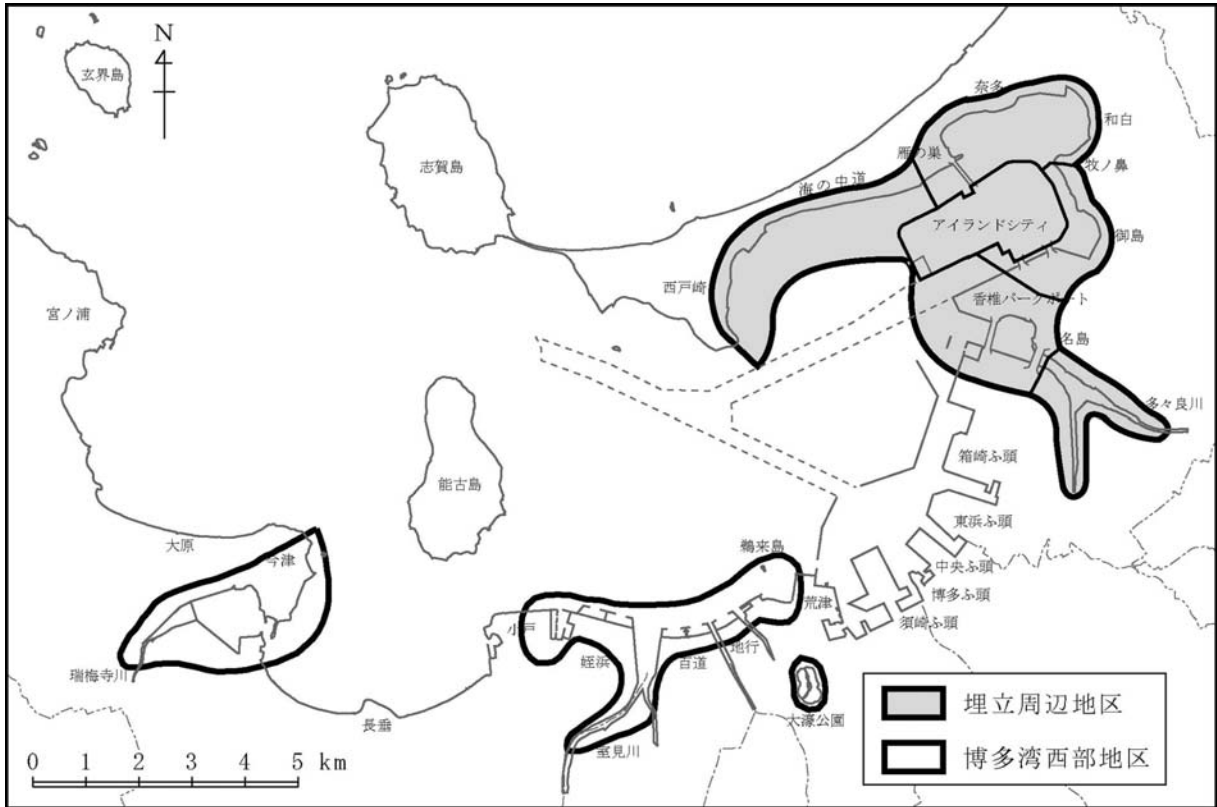 N
玄界島
奈多
和白
雁の巣
志賀島
牧ノ鼻
海の中道
アイランドシティ
御島
西戸崎
香椎パークポート
宮ノ浦
名島
多々良川
箱崎ふ頭
能古島
東浜ふ頭
大原
今津
鵜来島
中央ふ頭
荒津
博多ふ頭
小戸
須崎ふ頭
姪浜
百道
地行
瑞梅寺川
長垂
大濠公園
室見川
埋立周辺地区
博多湾西部地区
0 1 2 3 4 5 km